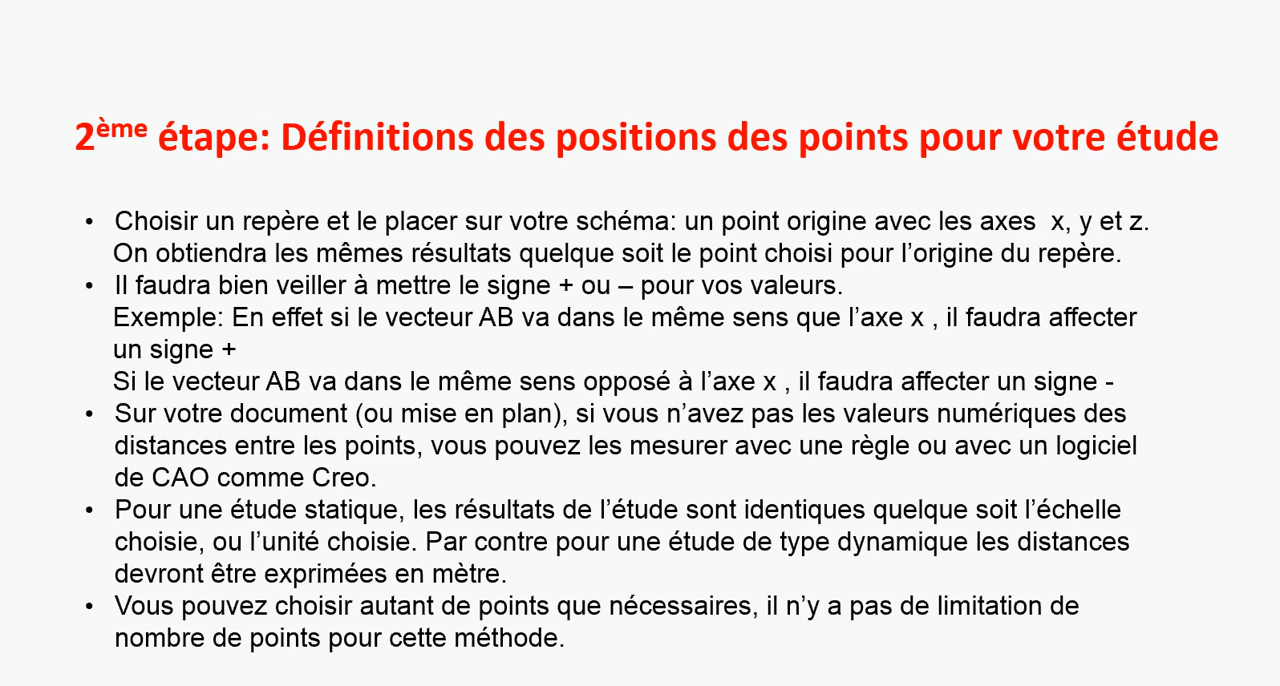 2ème étape: Définitions des positions des points pour votre étude
• Choisir un repère et le placer sur votre schéma: un point origine avec les axes  x, y et z.
On obtiendra les mêmes résultats quelque soit le point choisi pour l’origine du repère.
• Il faudra bien veiller à mettre le signe + ou – pour vos valeurs.
Exemple: En effet si le vecteur AB va dans le même sens que l’axe x , il faudra affecter
un signe +
Si le vecteur AB va dans le même sens opposé à l’axe x , il faudra affecter un signe -
• Sur votre document (ou mise en plan), si vous n’avez pas les valeurs numériques des
distances entre les points, vous pouvez les mesurer avec une règle ou avec un logiciel
de CAO comme Creo.
• Pour une étude statique, les résultats de l’étude sont identiques quelque soit l’échelle
choisie, ou l’unité choisie. Par contre pour une étude de type dynamique les distances
devront être exprimées en mètre.
• Vous pouvez choisir autant de points que nécessaires, il n’y a pas de limitation de
nombre de points pour cette méthode.